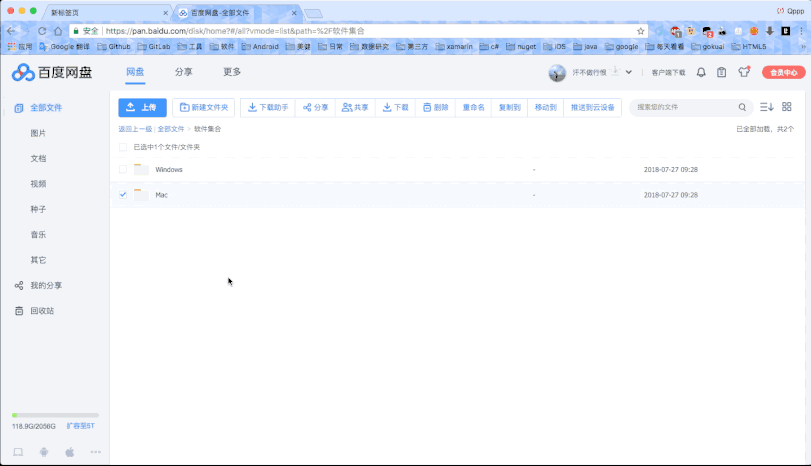 新标签页
百度网盘-全部文件
Qppp
安全 https://pan.baidu.com/disk/home?#/all?vmode=list&path=%2F软件集合
应用 Google 翻译 Github GitLab 工具 软件 Android 美健 日常 数据研究 第三方 xamarin c# nuget iOS java google 每天看看 gokuai HTML5
百度网盘 网盘 分享 更多 汗不做行恨 客户端下载 会员中心
全部文件
图片
文档
视频
种子
音乐
其它
我的分享
回收站
118.9G/2056G 扩容至5T
上传 新建文件夹 下载助手 分享 共享 下载 删除 重命名 复制到 移动到 推送到云设备 搜索您的文件
返回上一级 | 全部文件 > 软件集合 已全部加载，共2个
已选中1个文件/文件夹
Windows - 2018-07-27 09:28
Mac - 2018-07-27 09:28